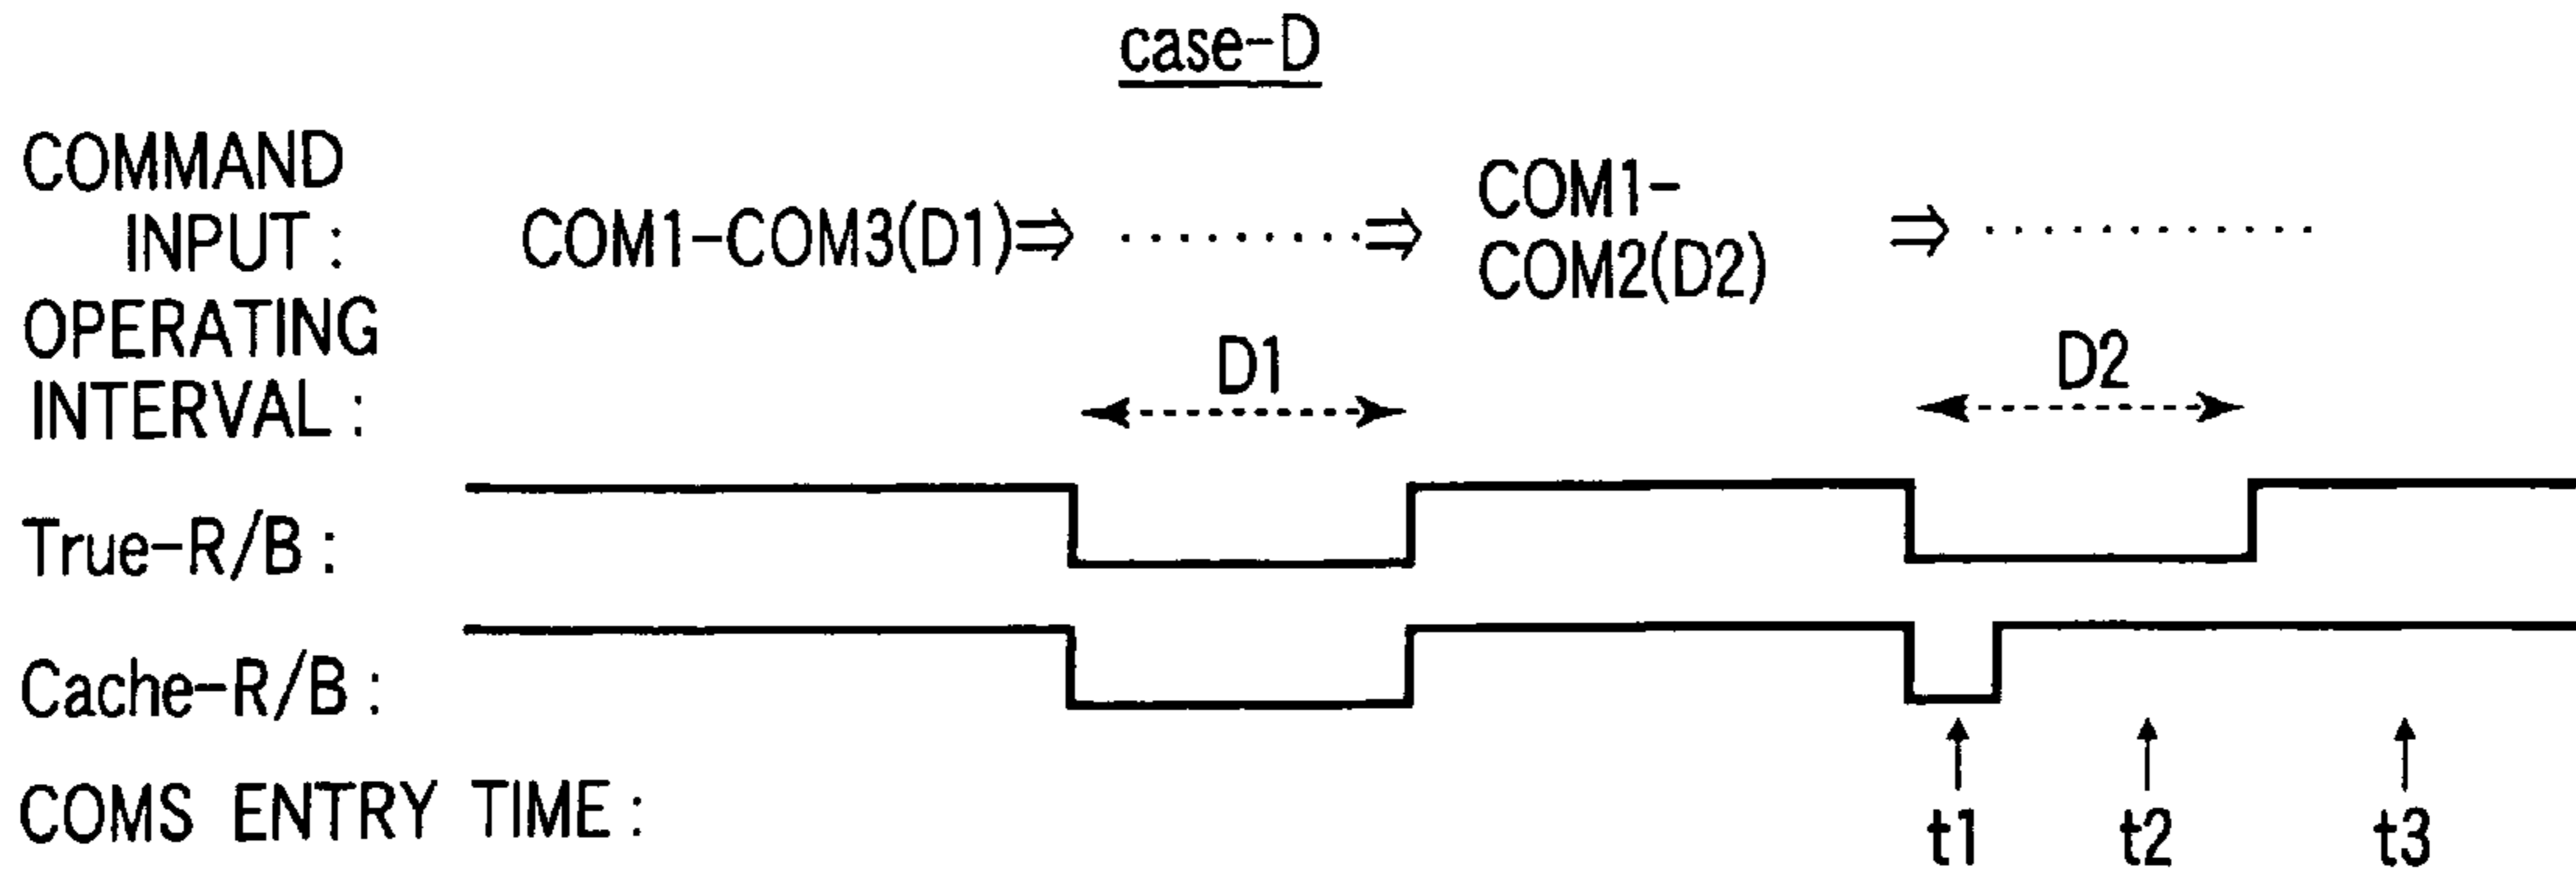 case-D
COMMAND
INPUT :
COM1-COM3(D1)⇒ ·········· ⇒
COM1-
COM2(D2)
⇒ ············
OPERATING
INTERVAL :
D1
D2
True-R/B :
Cache-R/B :
COMS ENTRY TIME :
t1 t2 t3